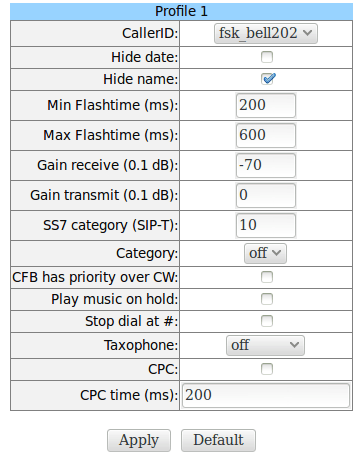 Profile 1
CallerID: fsk_bell202
Hide date:
Hide name:
Min Flashtime (ms): 200
Max Flashtime (ms): 600
Gain receive (0.1 dB): -70
Gain transmit (0.1 dB): 0
SS7 category (SIP-T): 10
Category: off
CFB has priority over CW:
Play music on hold:
Stop dial at #:
Taxophone: off
CPC:
CPC time (ms): 200
Apply Default